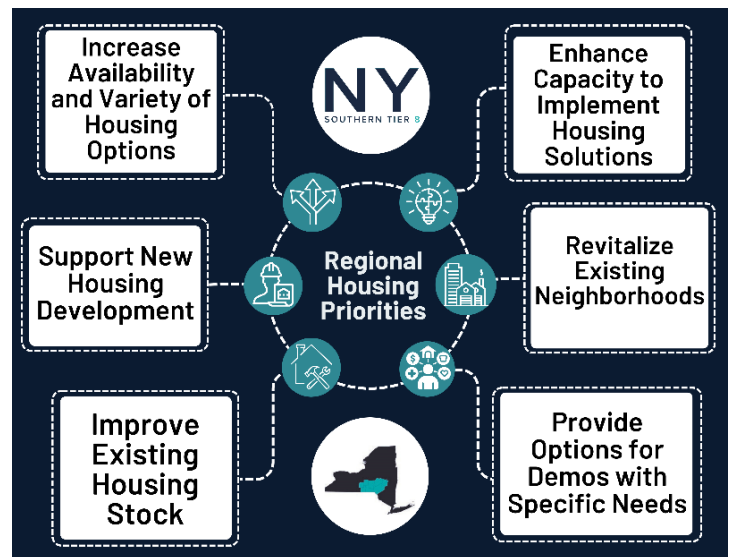 Increase
Availability
and Variety of
Housing
Options
NY
SOUTHERN TIER 8
Enhance
Capacity to
Implement
Housing
Solutions
Support New
Housing
Development
Regional
Housing
Priorities
Revitalize
Existing
Neighborhoods
Improve
Existing
Housing
Stock
Provide
Options for
Demos with
Specific Needs